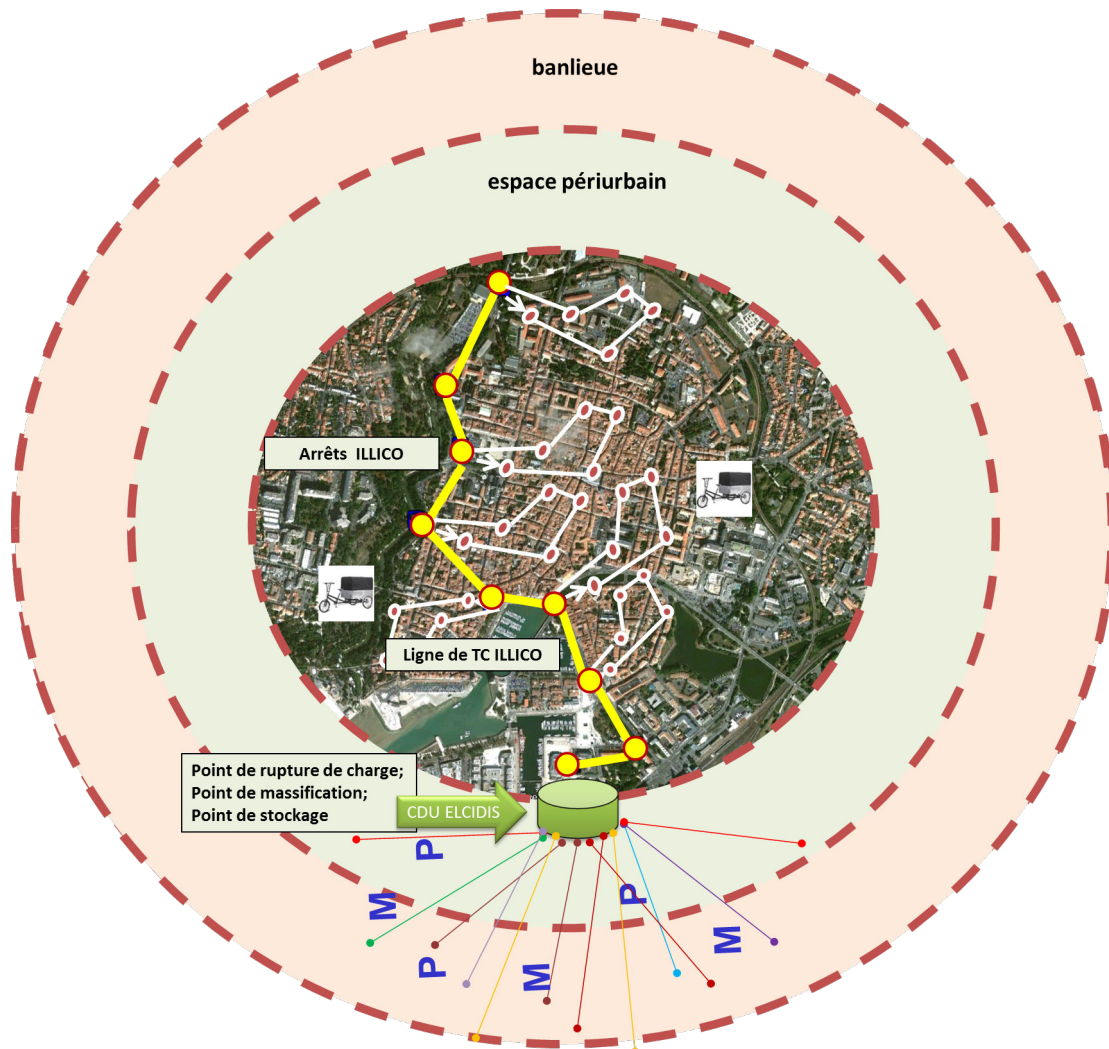 banlieue
espace périurbain
Arrêts  ILLICO
Ligne de TC ILLICO
Point de rupture de charge;
Point de massification;
Point de stockage
CDU ELCIDIS
P
M
P
M
P
M